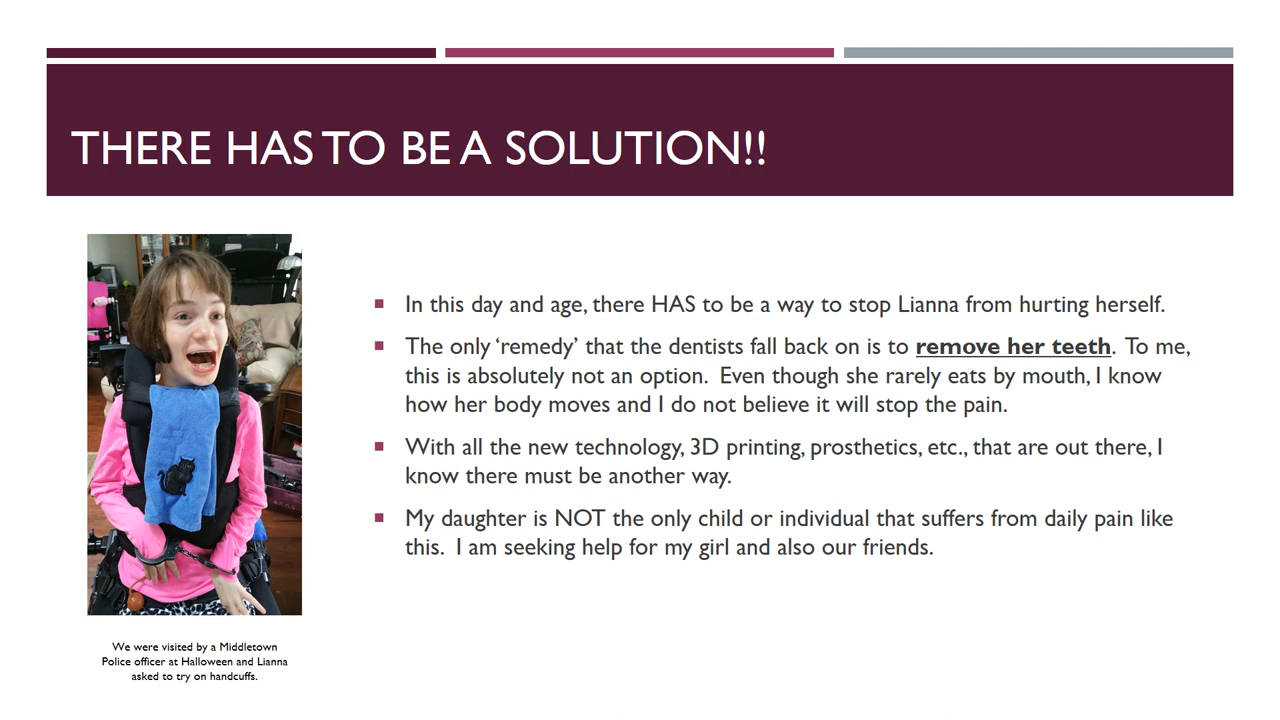 THERE HAS TO BE A SOLUTION!!
In this day and age, there HAS to be a way to stop Lianna from hurting herself.
The only ‘remedy’ that the dentists fall back on is to remove her teeth. To me,
this is absolutely not an option. Even though she rarely eats by mouth, I know
how her body moves and I do not believe it will stop the pain.
With all the new technology, 3D printing, prosthetics, etc., that are out there, I
know there must be another way.
My daughter is NOT the only child or individual that suffers from daily pain like
this. I am seeking help for my girl and also our friends.
We were visited by a Middletown
Police officer at Halloween and Lianna
asked to try on handcuffs.